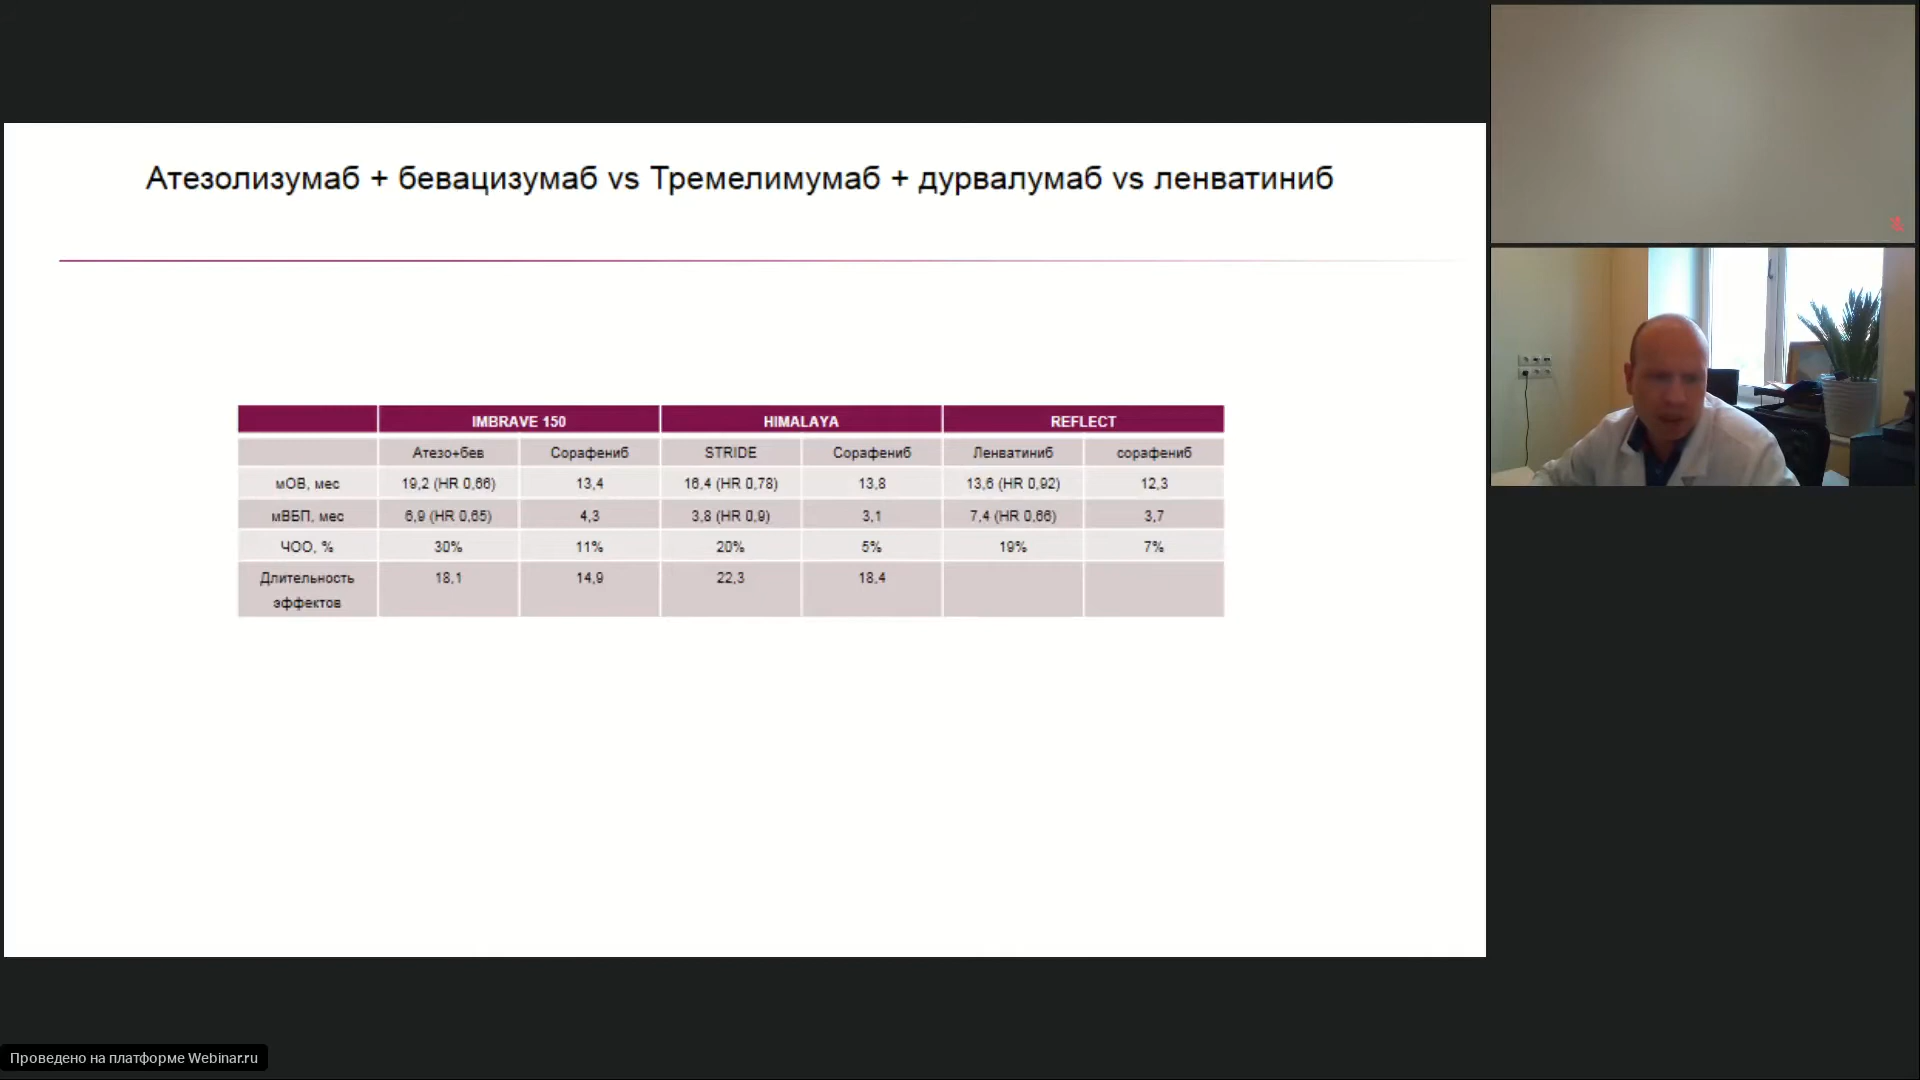 Атезолизумаб + бевацизумаб vs Тремелимумаб + дурвалумаб vs ленватиниб
IMBRAVE 150 HIMALAYA REFLECT
Атезо+бев Сорафениб STRIDE Сорафениб Ленватиниб сорафениб
мОВ, мес 19,2 (HR 0,66) 13,4 16,4 (HR 0,78) 13,8 13,6 (HR 0,92) 12,3
мВБП, мес 6,9 (HR 0,65) 4,3 3,8 (HR 0,9) 3,1 7,4 (HR 0,66) 3,7
ЧОО, % 30% 11% 20% 5% 19% 7%
Длительность эффектов 18,1 14,9 22,3 18,4
Проведено на платформе Webinar.ru